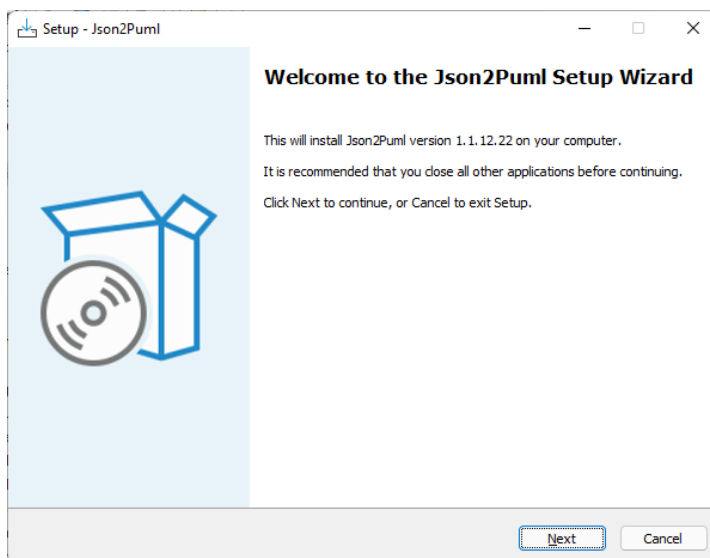 Setup - Json2Puml
Welcome to the Json2Puml Setup Wizard
This will install Json2Puml version 1.1.12.22 on your computer.
It is recommended that you close all other applications before continuing.
Click Next to continue, or Cancel to exit Setup.
Next
Cancel